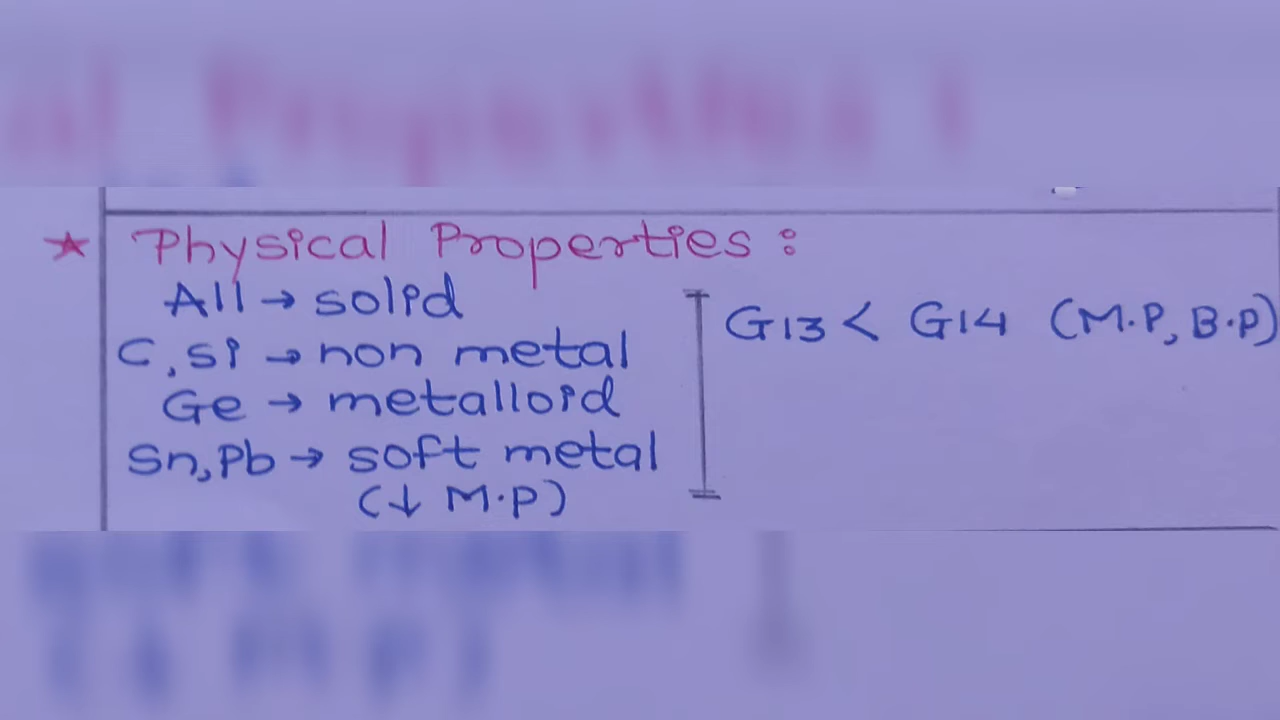 ★ Physical Properties :
All → solid
C, Si → non metal
Ge → metalloid
Sn, Pb → soft metal
(↓ M.P)
G13 < G14 (M.P, B.P)